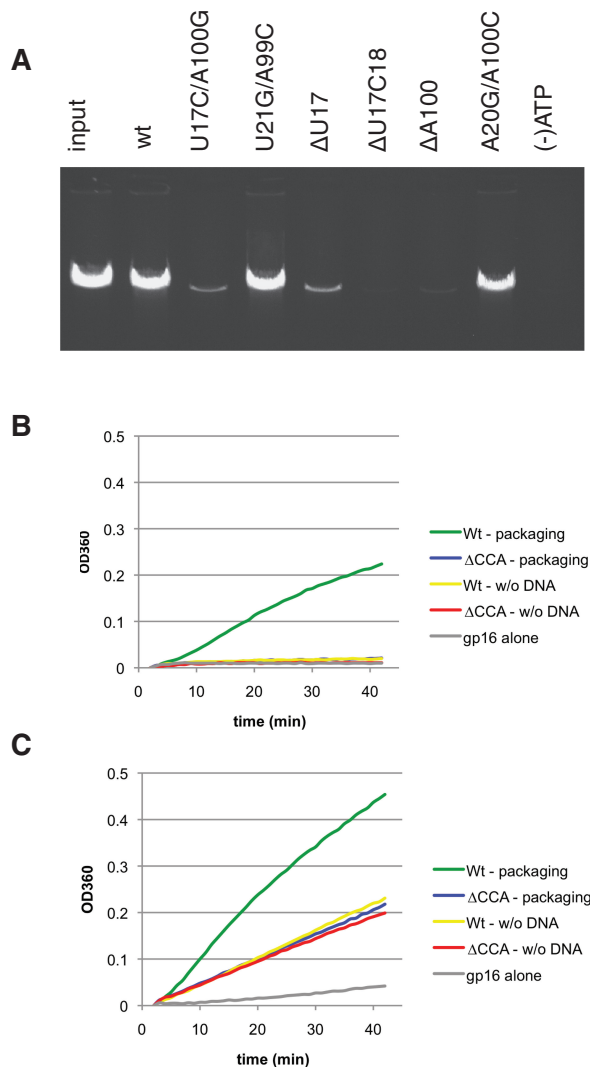 A
input
wt
U17C/A100G
U21G/A99C
ΔU17
ΔU17C18
ΔA100
A20G/A100C
(-)ATP
B
0.5
0.4
0.3
0.2
0.1
0
OD360
0 10 20 30 40
time (min)
Wt - packaging
ΔCCA - packaging
Wt - w/o DNA
ΔCCA - w/o DNA
gp16 alone
C
0.5
0.4
0.3
0.2
0.1
0
OD360
0 10 20 30 40
time (min)
Wt - packaging
ΔCCA - packaging
Wt - w/o DNA
ΔCCA - w/o DNA
gp16 alone